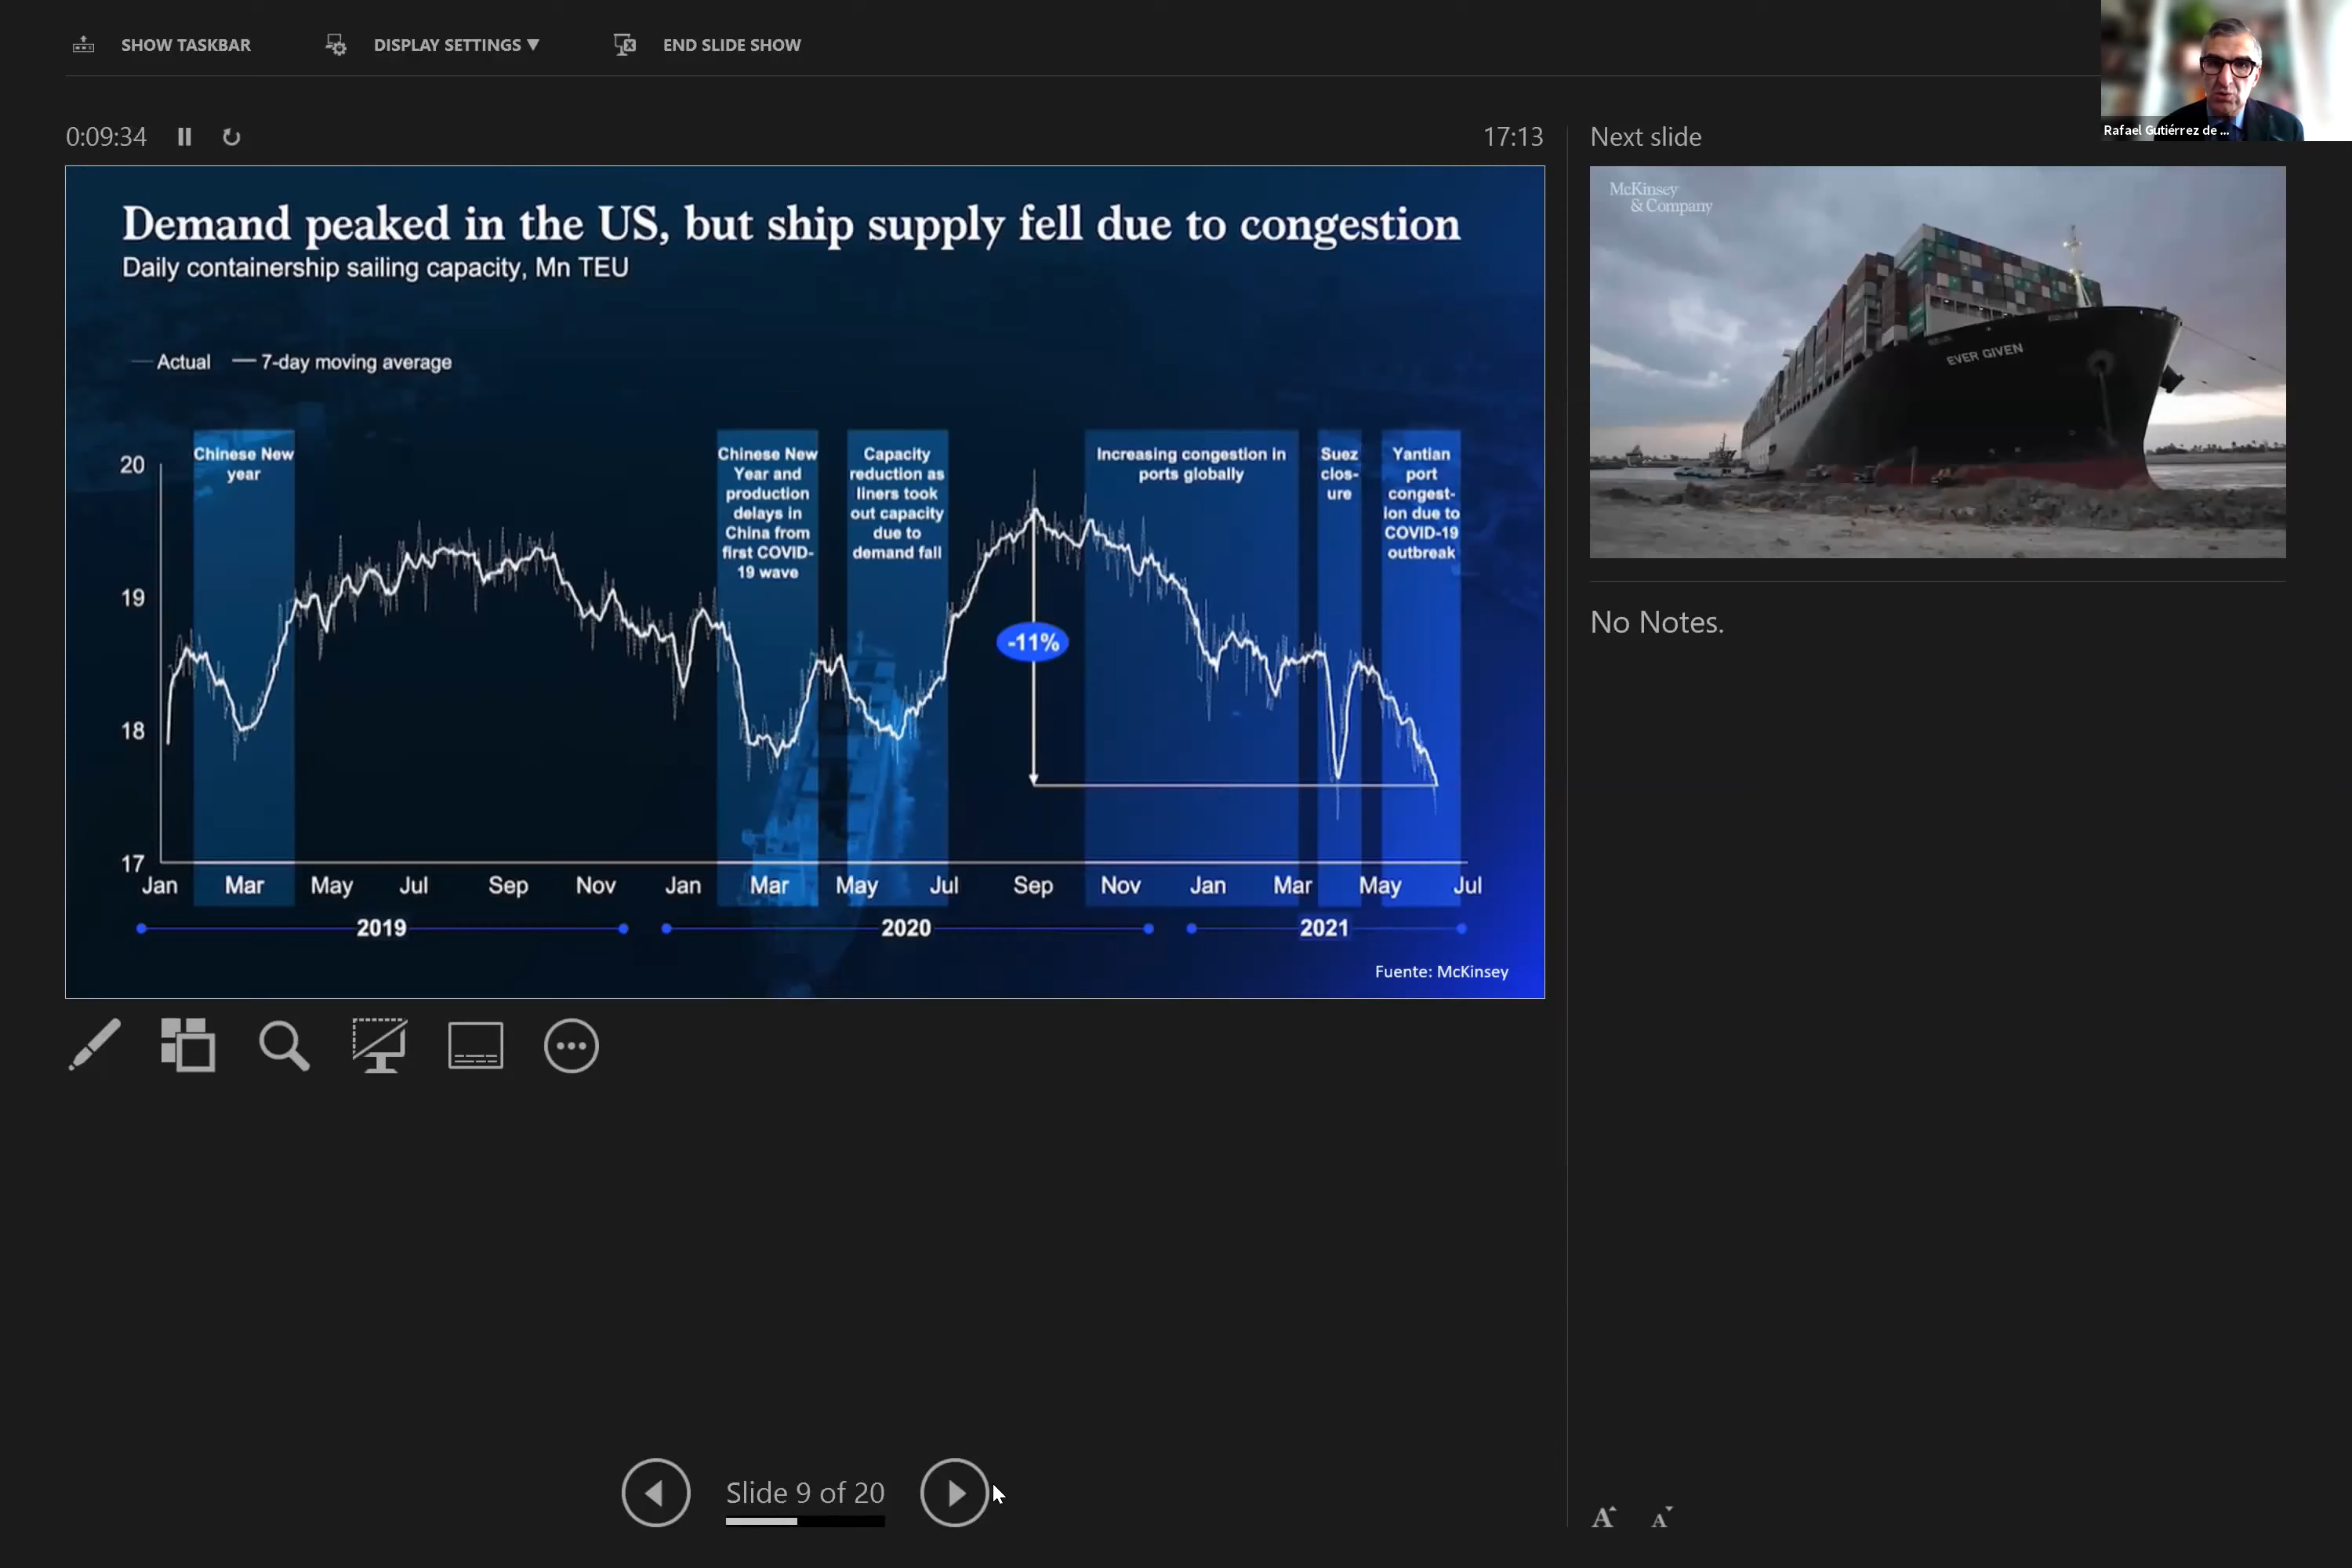 SHOW TASKBAR
DISPLAY SETTINGS ▼
END SLIDE SHOW
Rafael Gutiérrez de ...
0:09:34
17:13
Next slide
Demand peaked in the US, but ship supply fell due to congestion
Daily containership sailing capacity, Mn TEU
Actual
7-day moving average
Chinese New
year
Chinese New
Year and
production
delays in
China from
first COVID-
19 wave
Capacity
reduction as
liners took
out capacity
due to
demand fall
Increasing congestion in
ports globally
Suez
clos-
ure
Yantian
port
congest-
ion due to
COVID-19
outbreak
20
19
18
17
-11%
Jan Mar May Jul Sep Nov Jan Mar May Jul Sep Nov Jan Mar May Jul
2019 2020 2021
Fuente: McKinsey
McKinsey
& Company
EVER GIVEN
No Notes.
Slide 9 of 20
A A